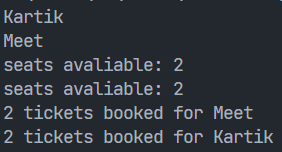 Kartik
Meet
seats avaliable: 2
seats avaliable: 2
2 tickets booked for Meet
2 tickets booked for Kartik